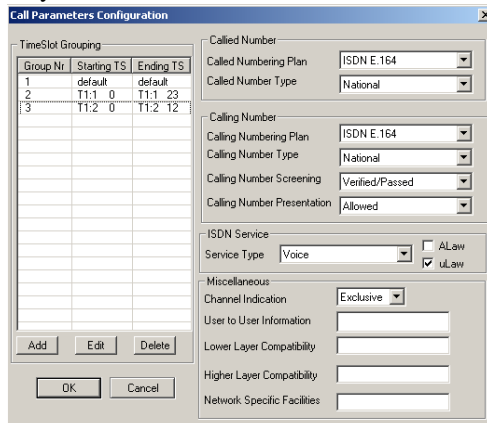 Call Parameters Configuration
TimeSlot Grouping
Group Nr Starting TS Ending TS
1 default default
2 T1:1 0 T1:1 23
3 T1:2 0 T1:2 12
Add Edit Delete
OK Cancel
Callied Number
Called Numbering Plan ISDN E.164
Called Number Type National
Calling Number
Calling Numbering Plan ISDN E.164
Calling Number Type National
Calling Number Screening Verified/Passed
Calling Number Presentation Allowed
ISDN Service
Service Type Voice ALaw
uLaw
Miscellaneous
Channel Indication Exclusive
User to User Information
Lower Layer Compatibility
Higher Layer Compatibility
Network Specific Facilities